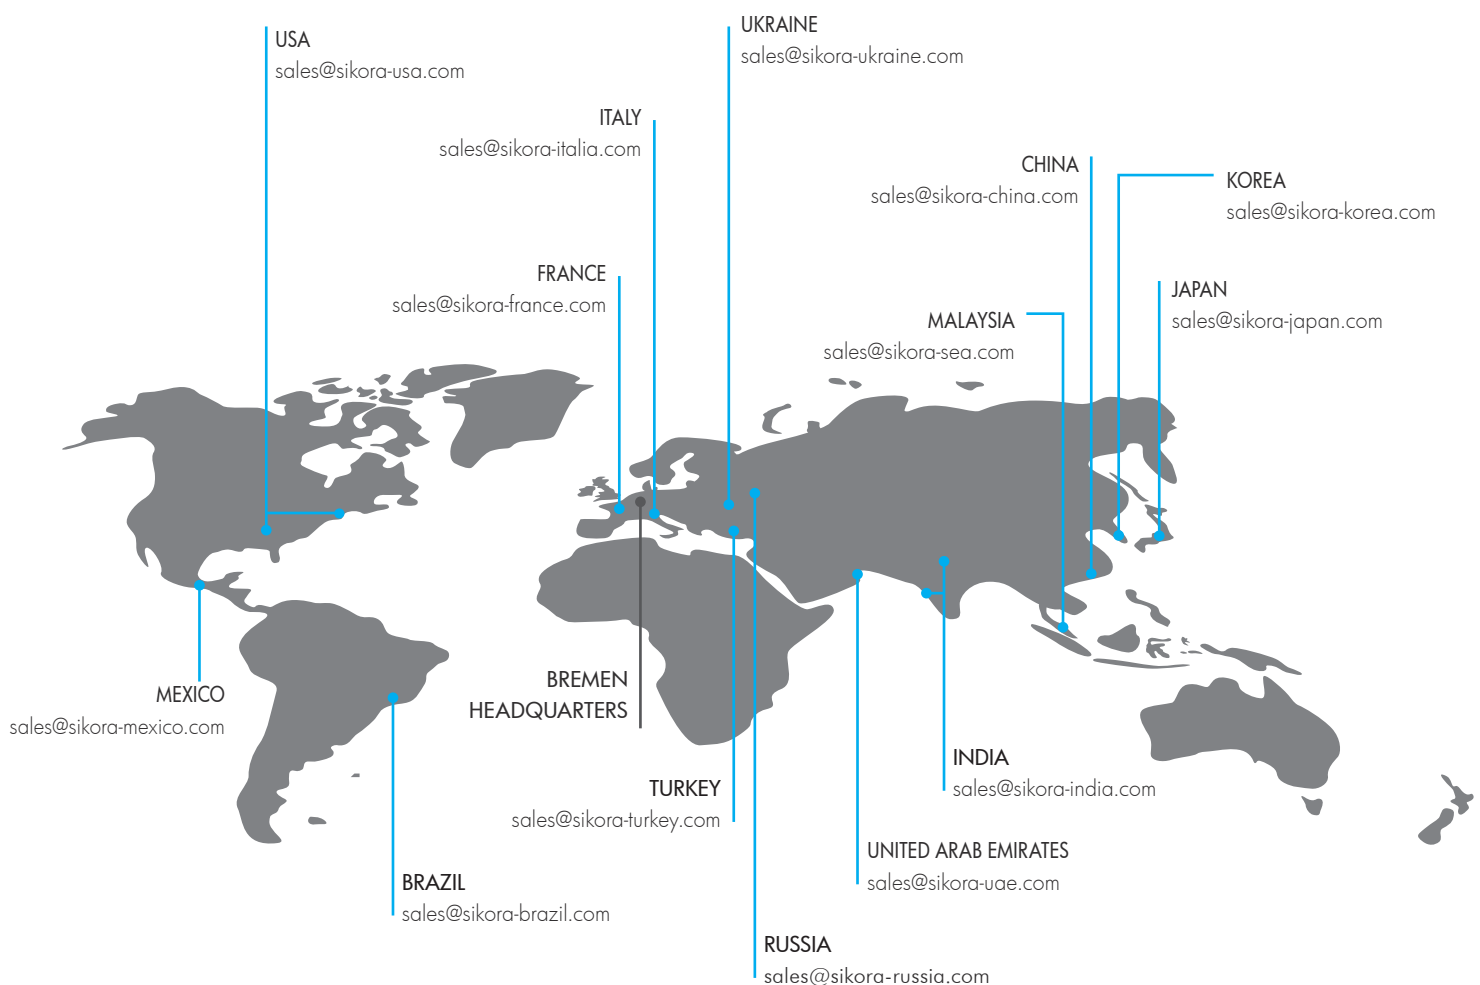 USA
sales@sikora-usa.com
UKRAINE
sales@sikora-ukraine.com
ITALY
sales@sikora-italia.com
CHINA
sales@sikora-china.com
KOREA
sales@sikora-korea.com
FRANCE
sales@sikora-france.com
JAPAN
sales@sikora-japan.com
MALAYSIA
sales@sikora-sea.com
MEXICO
sales@sikora-mexico.com
BREMEN
HEADQUARTERS
TURKEY
sales@sikora-turkey.com
INDIA
sales@sikora-india.com
UNITED ARAB EMIRATES
sales@sikora-uae.com
BRAZIL
sales@sikora-brazil.com
RUSSIA
sales@sikora-russia.com